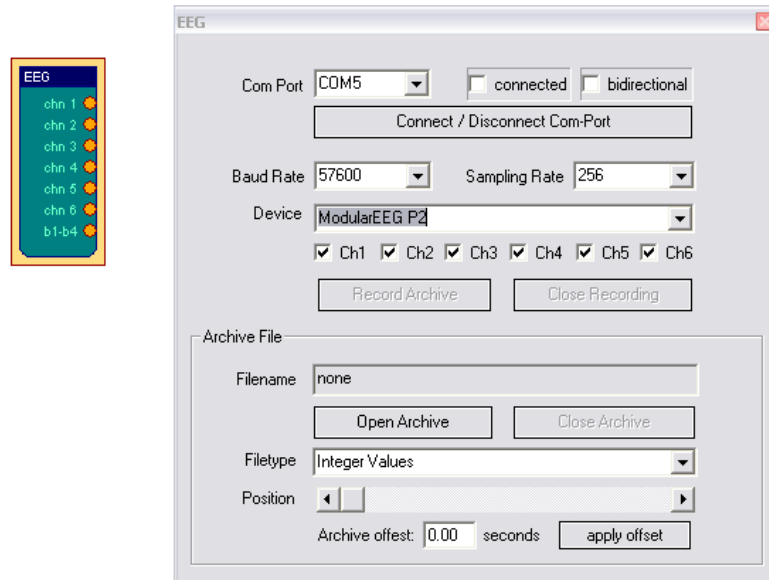 EEG
chn 1
chn 2
chn 3
chn 4
chn 5
chn 6
b1-b4
EEG
Com Port COM5 connected bidirectional
Connect / Disconnect Com-Port
Baud Rate 57600 Sampling Rate 256
Device ModularEEG P2
Ch1 Ch2 Ch3 Ch4 Ch5 Ch6
Record Archive Close Recording
Archive File
Filename none
Open Archive Close Archive
Filetype Integer Values
Position
Archive offest: 0.00 seconds apply offset